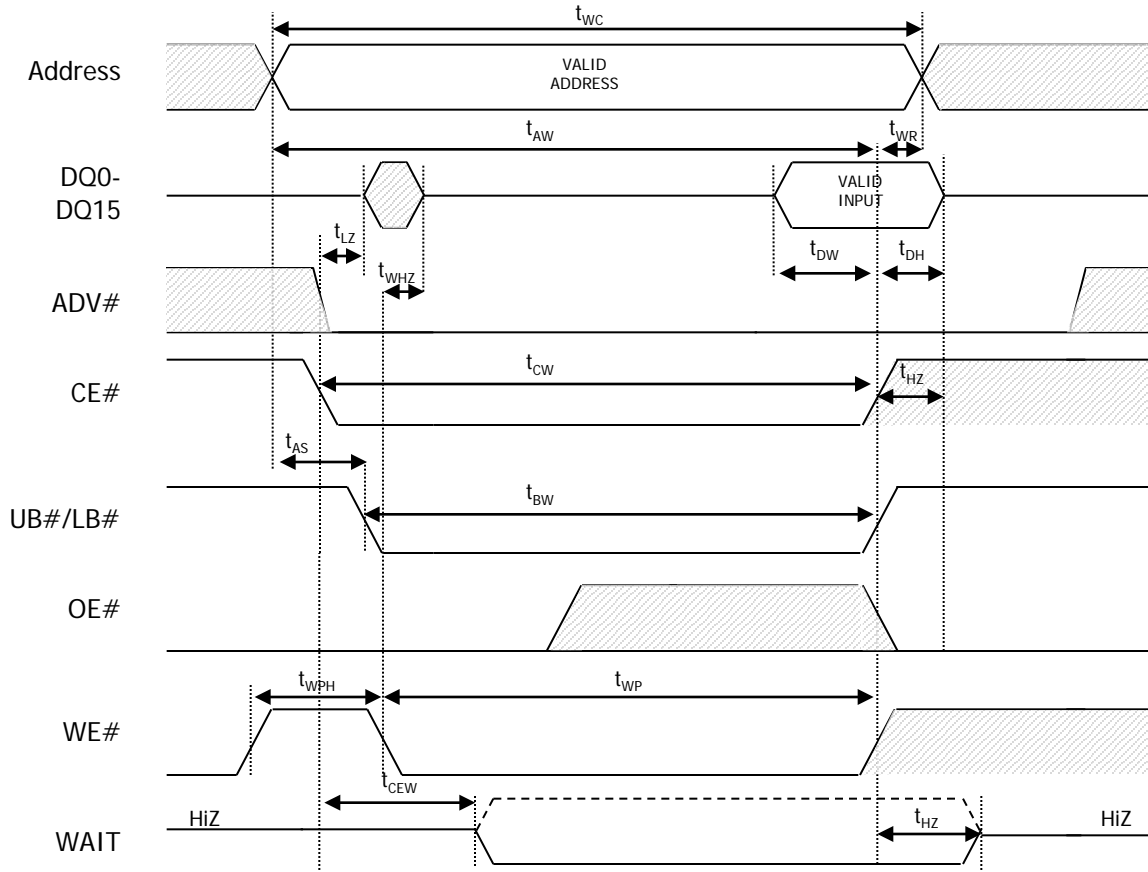 tWC
Address
VALID
ADDRESS
tAW
tWR
DQ0-
DQ15
VALID
INPUT
tLZ
tWHZ
tDW
tDH
ADV#
tCW
CE#
tHZ
tAS
tBW
UB#/LB#
OE#
tWPH
tWP
WE#
tCEW
HiZ
tHZ
HiZ
WAIT